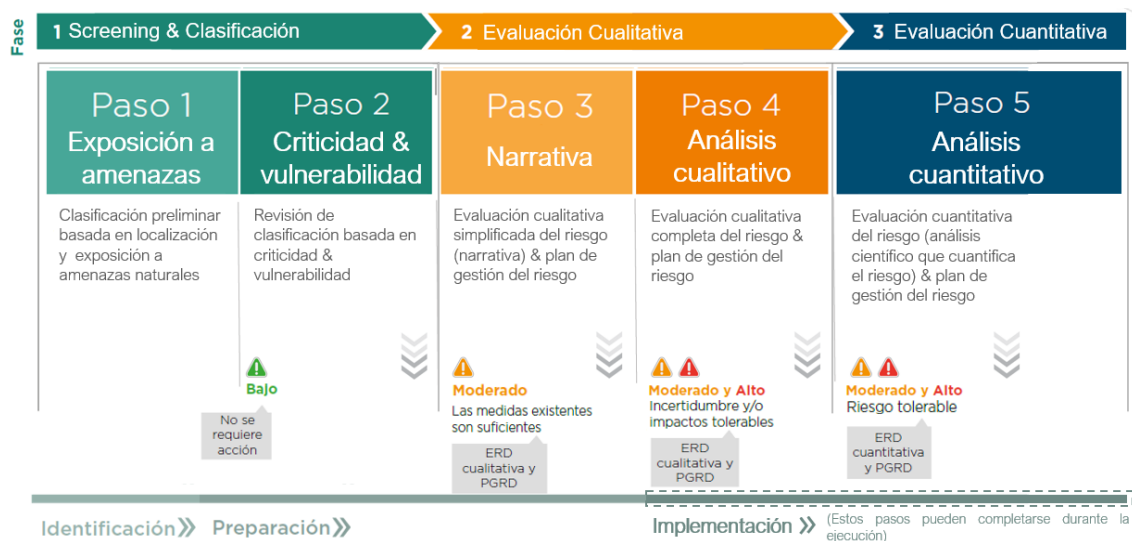 Fase
1 Screening & Clasificación
2 Evaluación Cualitativa
3 Evaluación Cuantitativa
Paso 1
Exposición a
amenazas
Paso 2
Criticidad &
vulnerabilidad
Paso 3
Narrativa
Paso 4
Análisis
cualitativo
Paso 5
Análisis
cuantitativo
Clasificación preliminar
basada en localización
y exposición a
amenazas naturales
Revisión de
clasificación basada en
criticidad &
vulnerabilidad
Evaluación cualitativa
simplificada del riesgo
(narrativa) & plan de
gestión del riesgo
Evaluación cualitativa
completa del riesgo &
plan de gestión del
riesgo
Evaluación cuantitativa
del riesgo (análisis
científico que cuantifica
el riesgo) & plan de
gestión del riesgo
Bajo
No se
requiere
acción
Moderado
Las medidas existentes
son suficientes
ERD
cualitativa y
PGRD
Moderado y Alto
Incertidumbre y/o
impactos tolerables
ERD
cualitativa y
PGRD
Moderado y Alto
Riesgo tolerable
ERD
cuantitativa
y PGRD
Identificación
Preparación
Implementación
(Estos pasos pueden completarse durante la
ejecución)